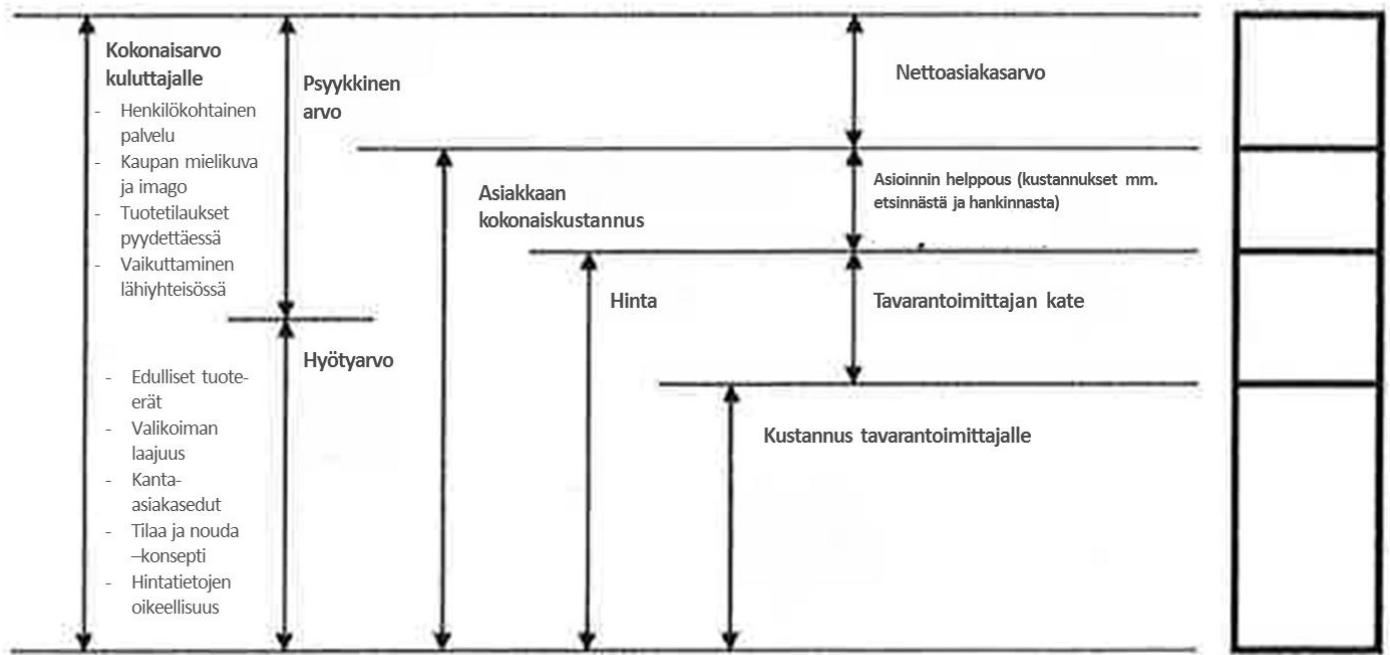 Kokonaisarvo
kuluttajalle
- Henkilökohtainen
palvelu
- Kaupan mielikuva
ja imago
- Tuotetilaukset
pyydettäessä
- Vaikuttaminen
lähiyhteisössä
- Edulliset tuote-
erät
- Valikoiman
laajuus
- Kanta-
asiakasedut
- Tilaa ja nouda
–konsepti
- Hintatietojen
oikeellisuus
Psyykkinen
arvo
Hyötyarvo
Asiakkaan
kokonaiskustannus
Hinta
Nettoasiakasarvo
Asioinnin helppous (kustannukset mm.
etsinnästä ja hankinnasta)
Tavarantoimittajan kate
Kustannus tavarantoimittajalle